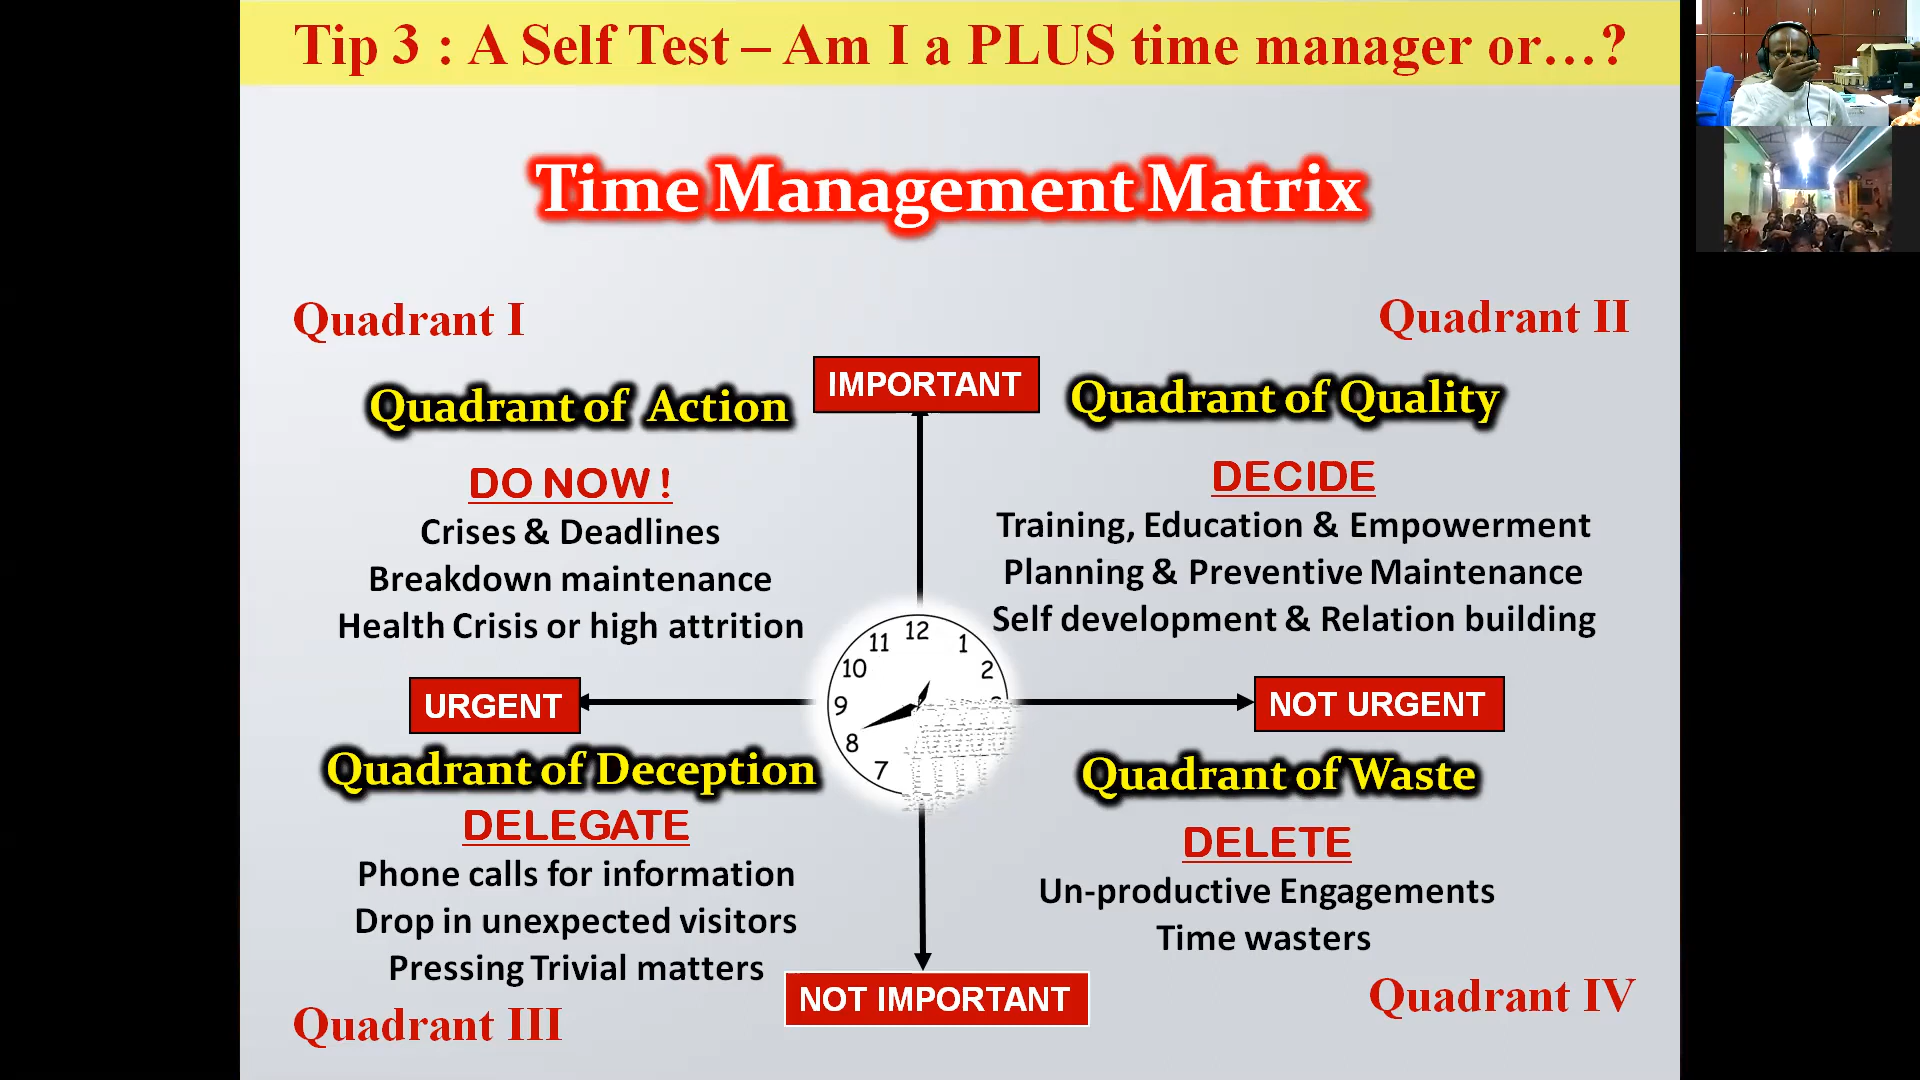 Tip 3 : A Self Test – Am I a PLUS time manager or…?
Time Management Matrix
Quadrant I
Quadrant II
IMPORTANT
Quadrant of Action
DO NOW !
Crises & Deadlines
Breakdown maintenance
Health Crisis or high attrition
Quadrant of Quality
DECIDE
Training, Education & Empowerment
Planning & Preventive Maintenance
Self development & Relation building
12
11
1
10
2
9
8
7
URGENT
NOT URGENT
Quadrant of Deception
DELEGATE
Phone calls for information
Drop in unexpected visitors
Pressing Trivial matters
Quadrant III
Quadrant of Waste
DELETE
Un-productive Engagements
Time wasters
Quadrant IV
NOT IMPORTANT